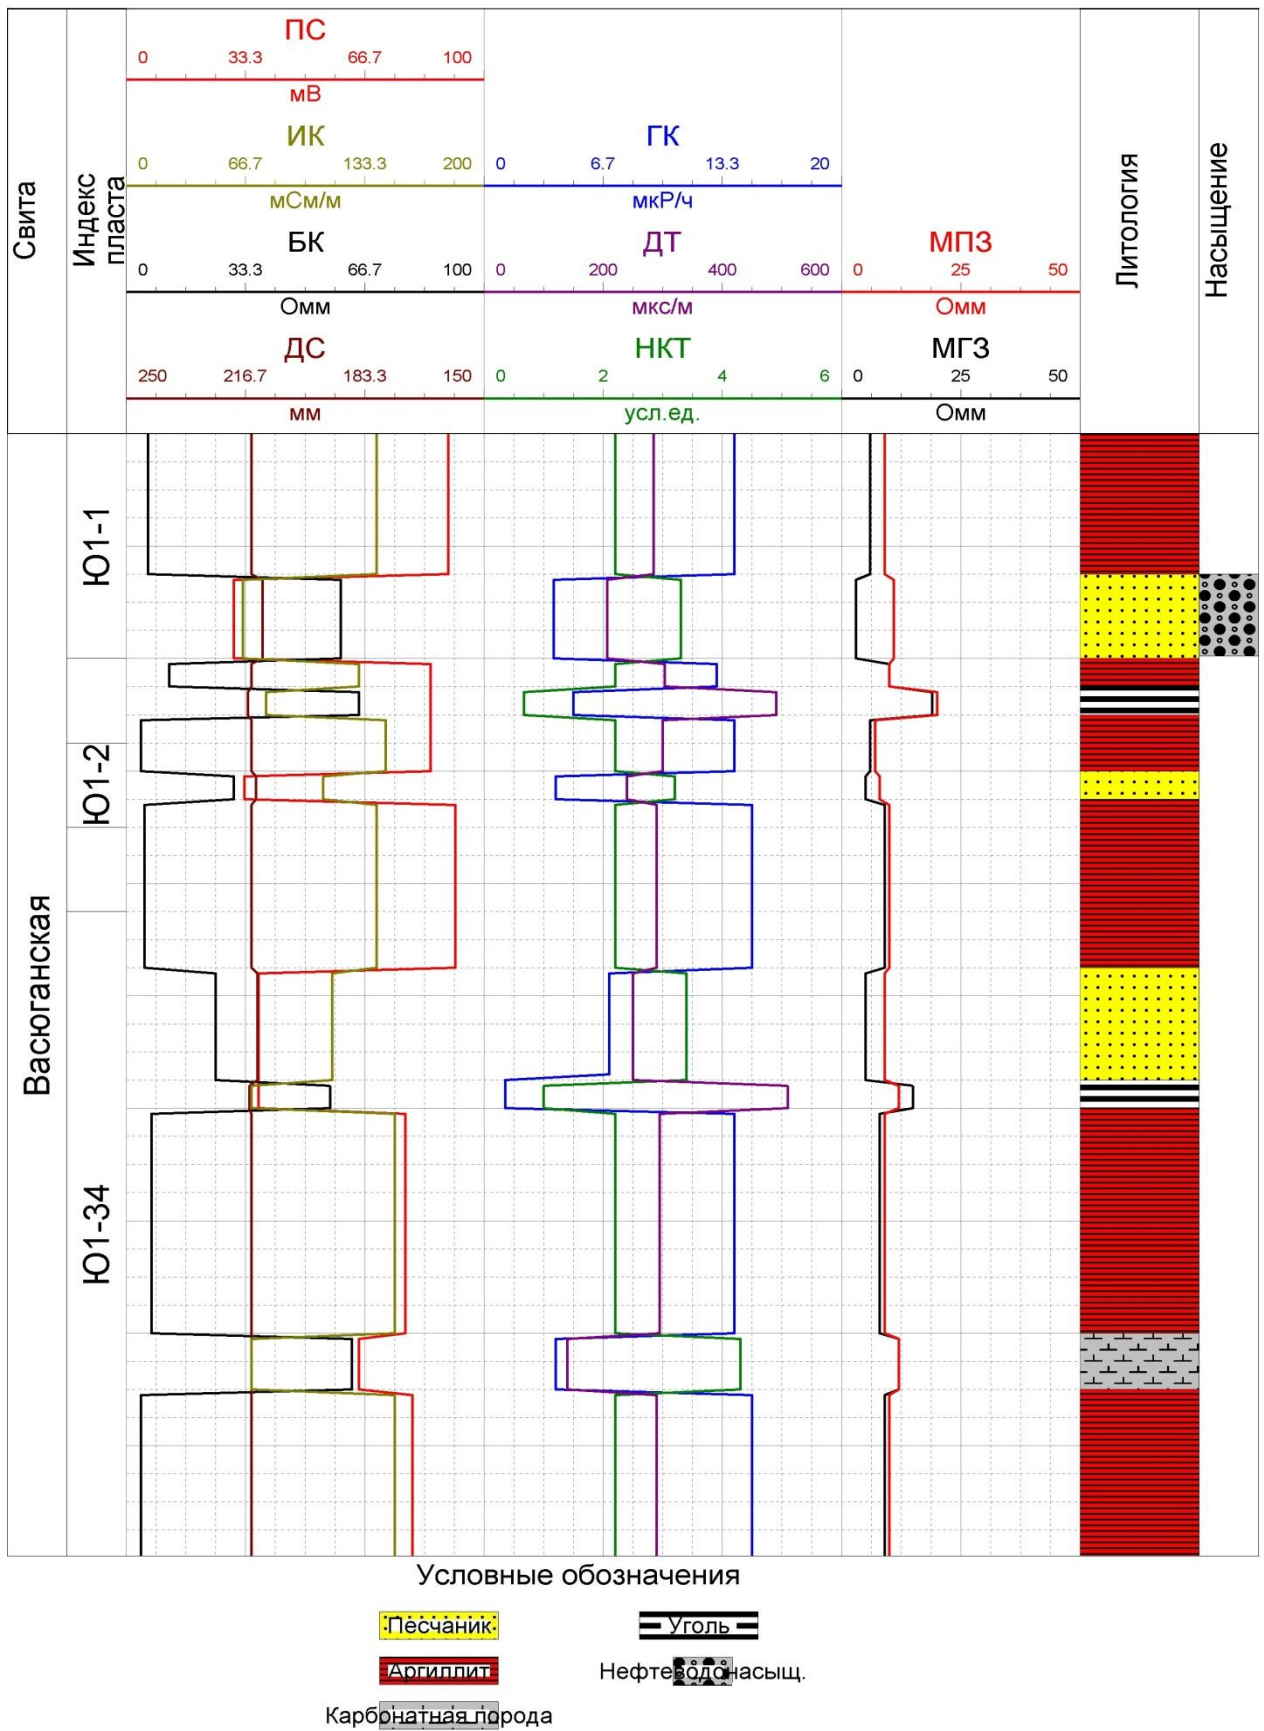 Свита
Индекс
пласта
ПС
0 33.3 66.7 100
мВ
ИК
0 66.7 133.3 200
мСм/м
БК
0 33.3 66.7 100
Омм
ДС
250 216.7 183.3 150
мм
ГК
0 6.7 13.3 20
мкР/ч
ДТ
0 200 400 600
мкс/м
НКТ
0 2 4 6
усл.ед.
МПЗ
0 25 50
Омм
МГЗ
0 25 50
Омм
Литология
Насыщение
Васюганская
Ю1-1
Ю1-2
Ю1-34
Условные обозначения
Песчаник
Уголь
Аргиллит
Нефтеводонасыщ.
Карбонатная порода